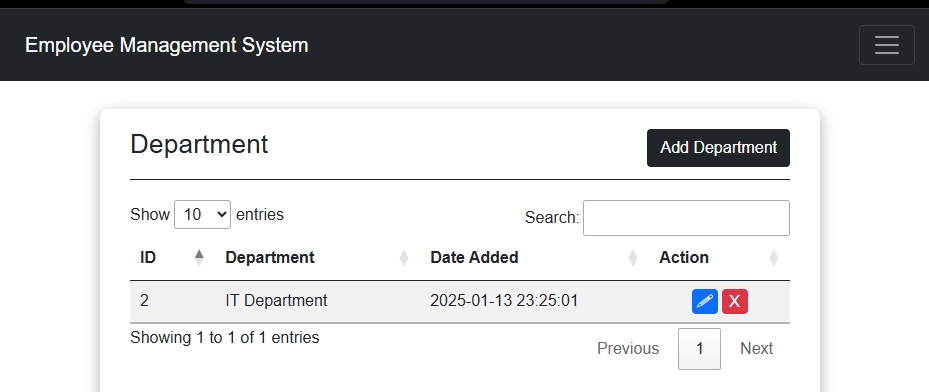 Employee Management System
Department
Add Department
Show 10 entries
Search:
ID Department Date Added Action
2 IT Department 2025-01-13 23:25:01 X
Showing 1 to 1 of 1 entries
Previous 1 Next